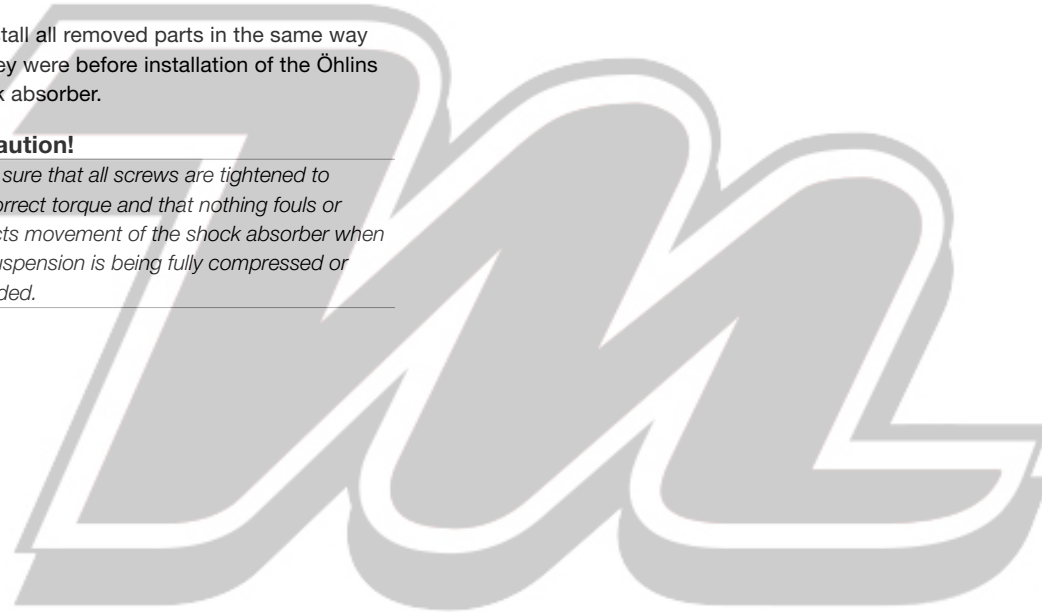 stall all removed parts in the same way
ey were before installation of the Öhlins
k absorber.
aution!
sure that all screws are tightened to
orrect torque and that nothing fouls or
cts movement of the shock absorber when
uspension is being fully compressed or
ded.